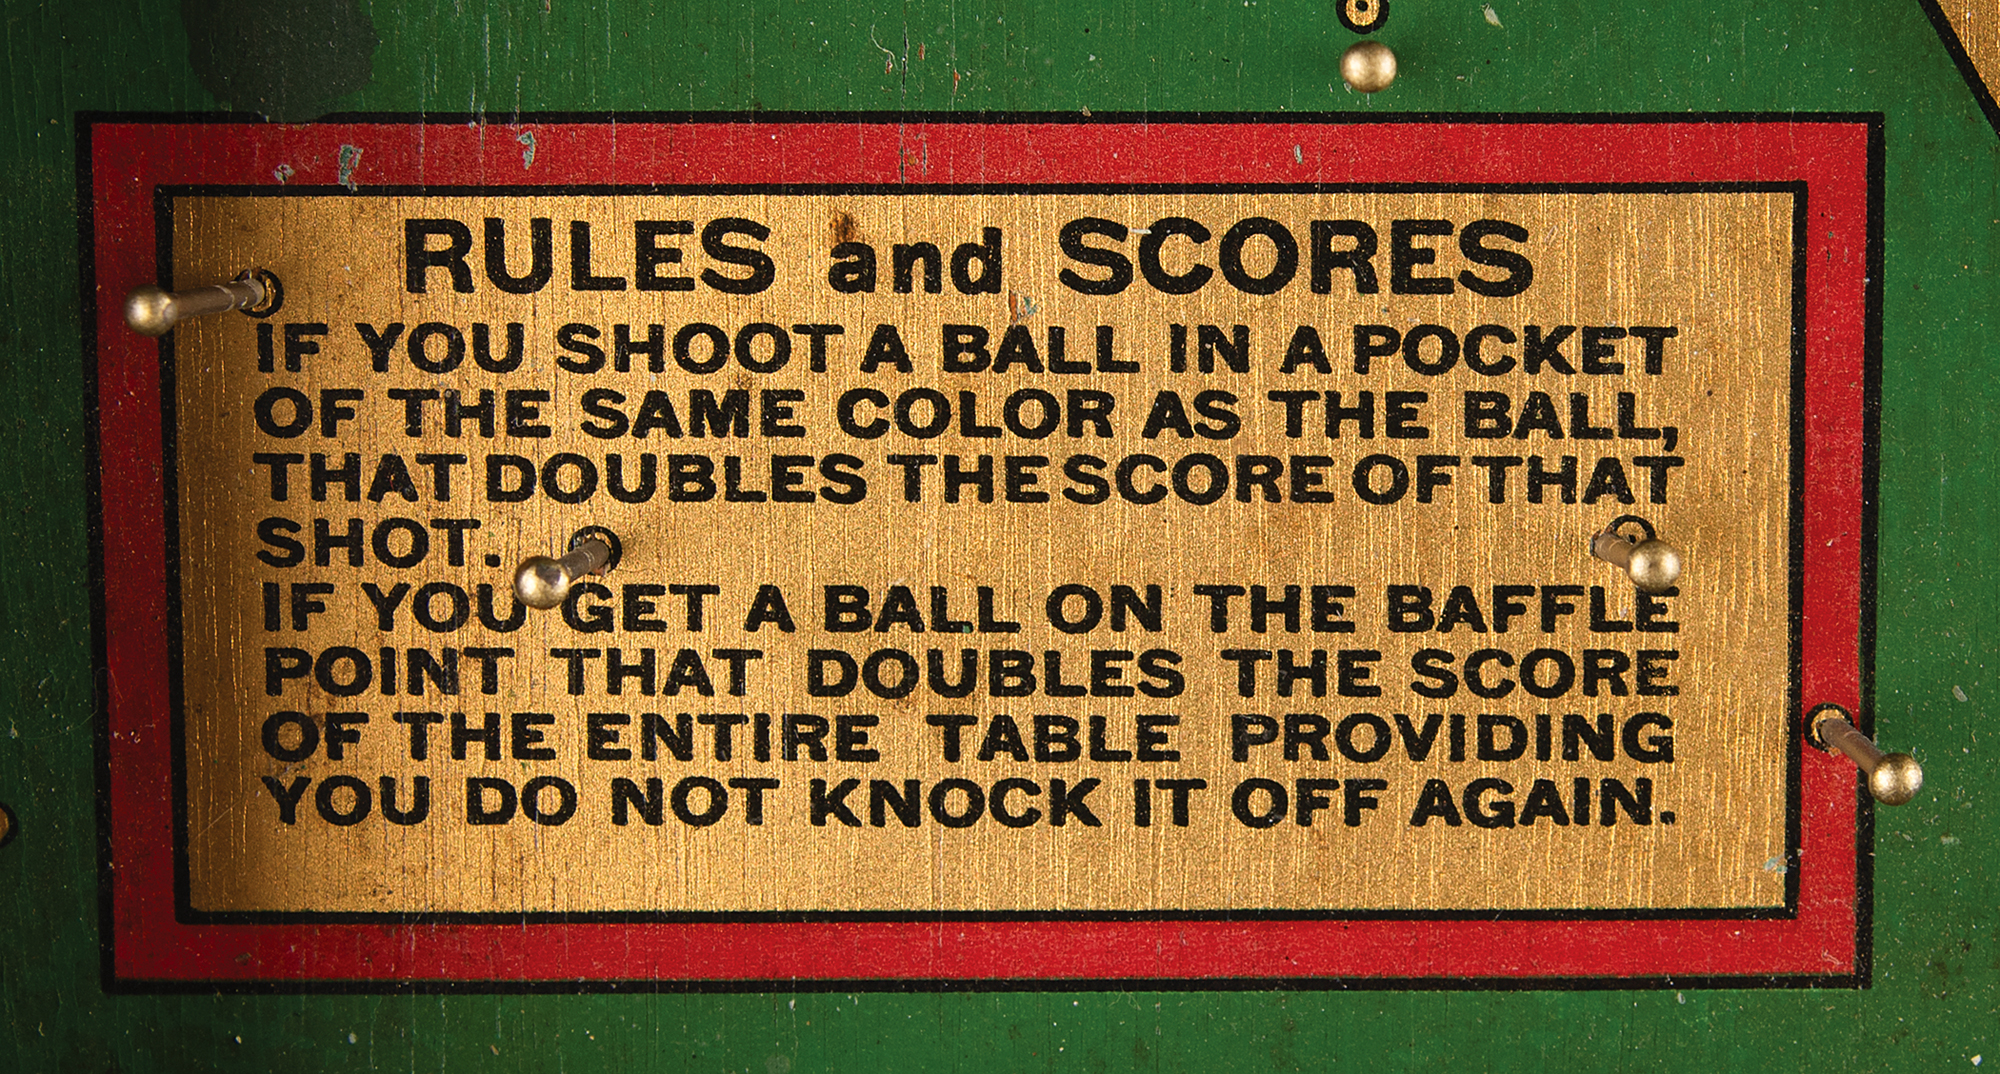 RULES and SCORES
IF YOU SHOOT A BALL IN A POCKET
OF THE SAME COLOR AS THE BALL,
THAT DOUBLES THE SCORE OF THAT
SHOT.
IF YOU GET A BALL ON THE BAFFLE
POINT THAT DOUBLES THE SCORE
OF THE ENTIRE TABLE PROVIDING
YOU DO NOT KNOCK IT OFF AGAIN.